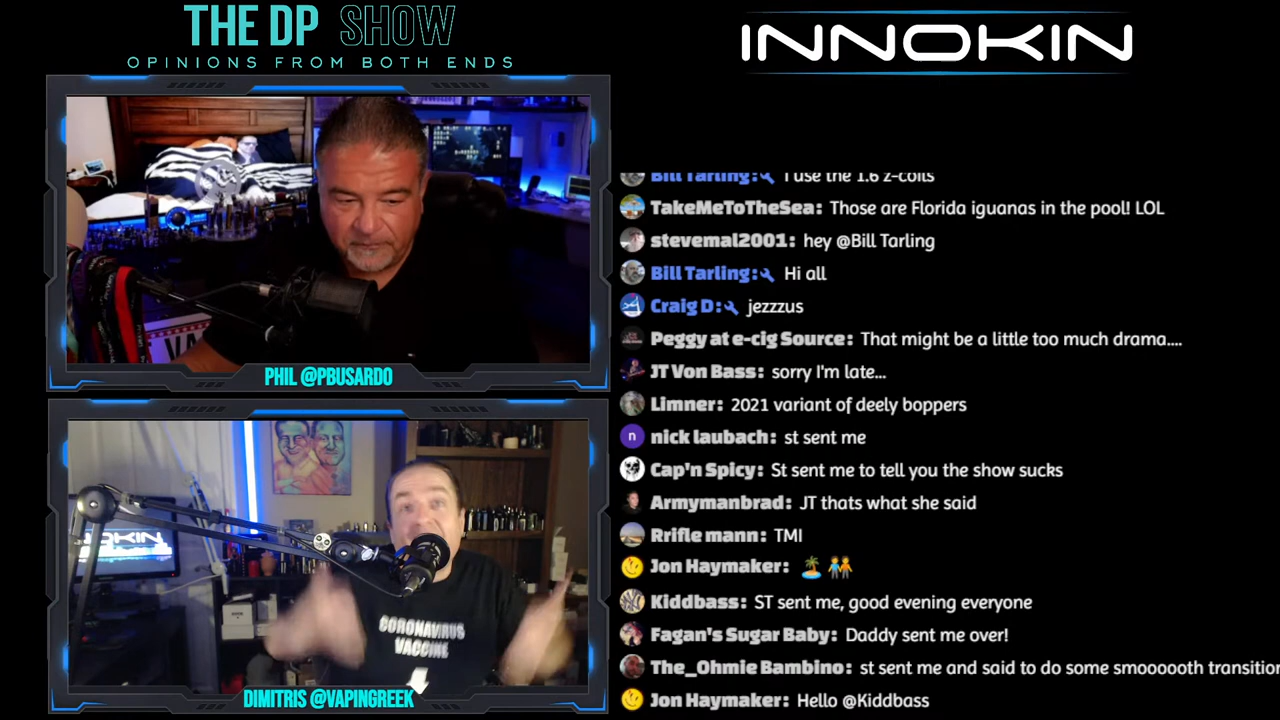 THE DP SHOW
OPINIONS FROM BOTH ENDS
INNOKIN
PHIL @PBUSARDO
INNOKIN
CORONAVIRUS
VACCINE
DIMITRIS @VAPINGREEK
Bill Tarling: I use the 1.6 z-coils
TakeMeToTheSea: Those are Florida iguanas in the pool! LOL
stevemal2001: hey @Bill Tarling
Bill Tarling: Hi all
Craig D: jezzzus
Peggy at e-cig Source: That might be a little too much drama....
JT Von Bass: sorry I'm late...
Limner: 2021 variant of deely boppers
n nick laubach: st sent me
Cap'n Spicy: St sent me to tell you the show sucks
Armymanbrad: JT thats what she said
Rrifle mann: TMI
Jon Haymaker: 🏝️ 🧑‍🤝‍🧑
Kiddbass: ST sent me, good evening everyone
Fagan's Sugar Baby: Daddy sent me over!
The_Ohmie Bambino: st sent me and said to do some smoooooth transition
Jon Haymaker: Hello @Kiddbass